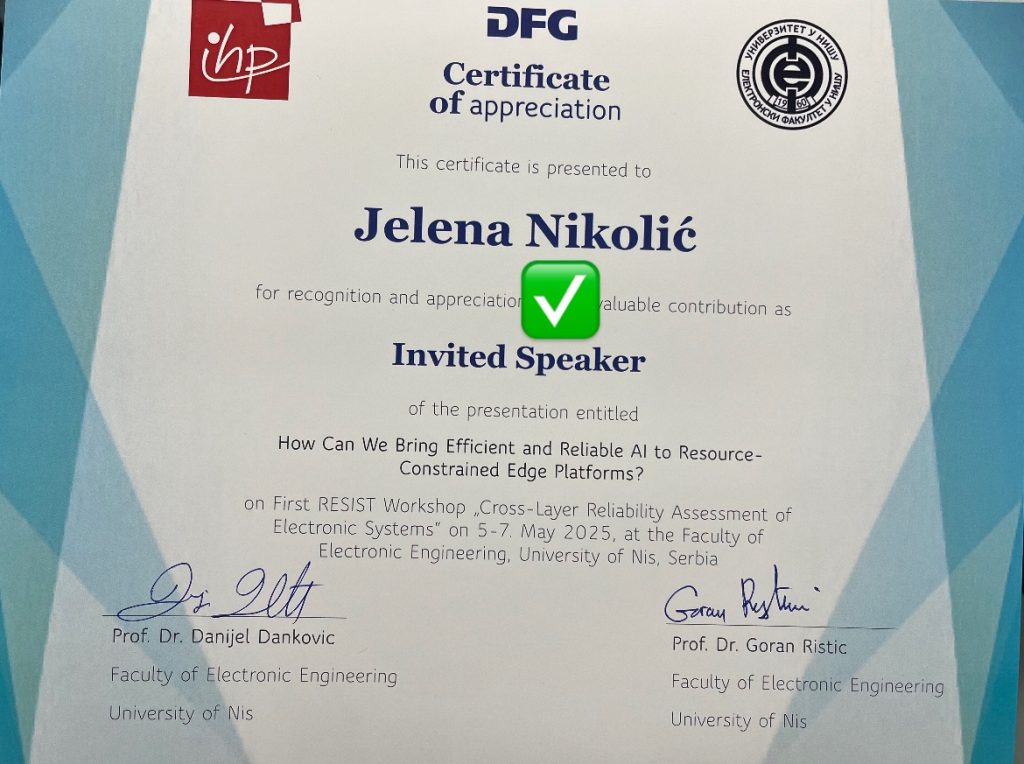 ihp
DFG
УНИВЕРЗИТЕТ У НИШУ
ЕЛЕКТРОНСКИ ФАКУЛТЕТ У НИШУ
1960
Certificate
of appreciation
This certificate is presented to
Jelena Nikolić
for recognition and appreciation valuable contribution as
Invited Speaker
of the presentation entitled
How Can We Bring Efficient and Reliable AI to Resource-
Constrained Edge Platforms?
on First RESIST Workshop „Cross-Layer Reliability Assessment of
Electronic Systems“ on 5-7. May 2025, at the Faculty of
Electronic Engineering, University of Nis, Serbia
Prof. Dr. Danijel Dankovic
Faculty of Electronic Engineering
University of Nis
Goran Ristić
Prof. Dr. Goran Ristic
Faculty of Electronic Engineering
University of Nis